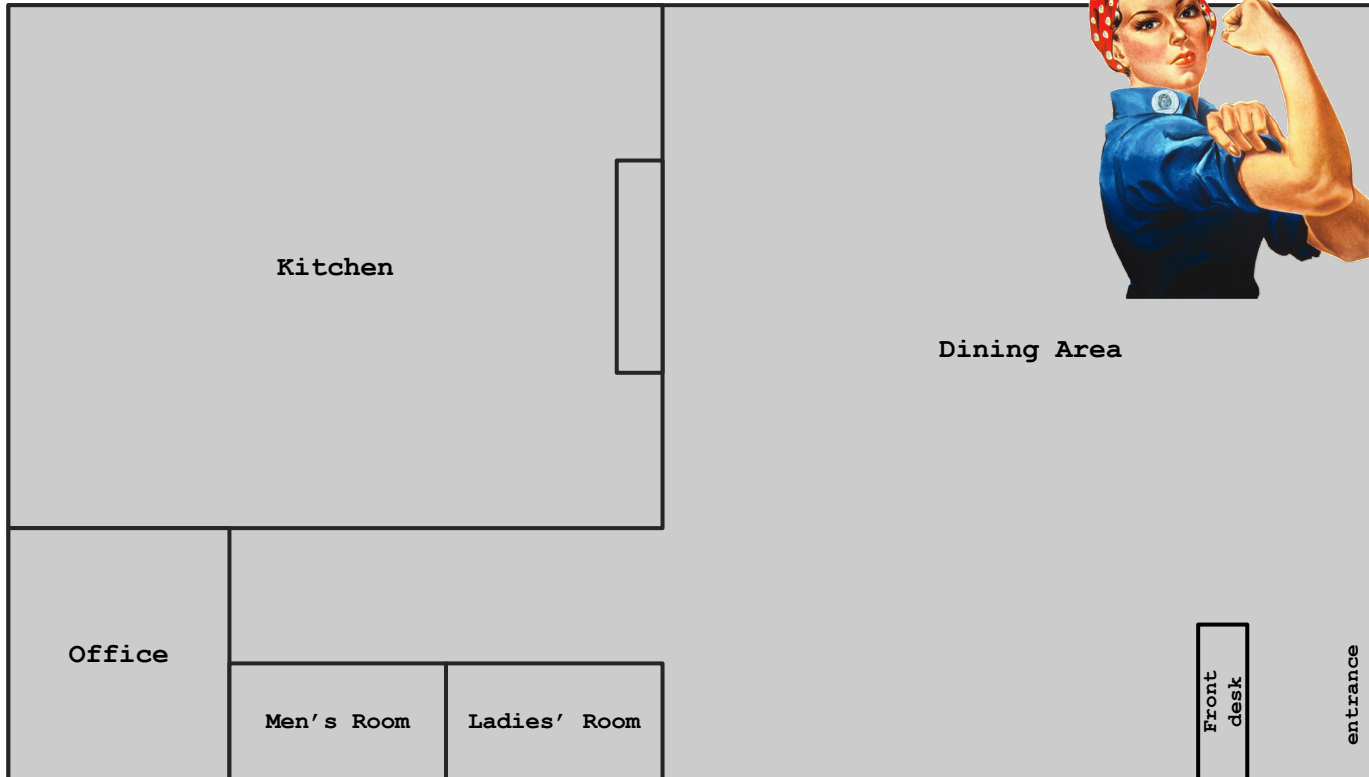 Kitchen
Dining Area
Office
Men’s Room
Ladies’ Room
Front
desk
entrance